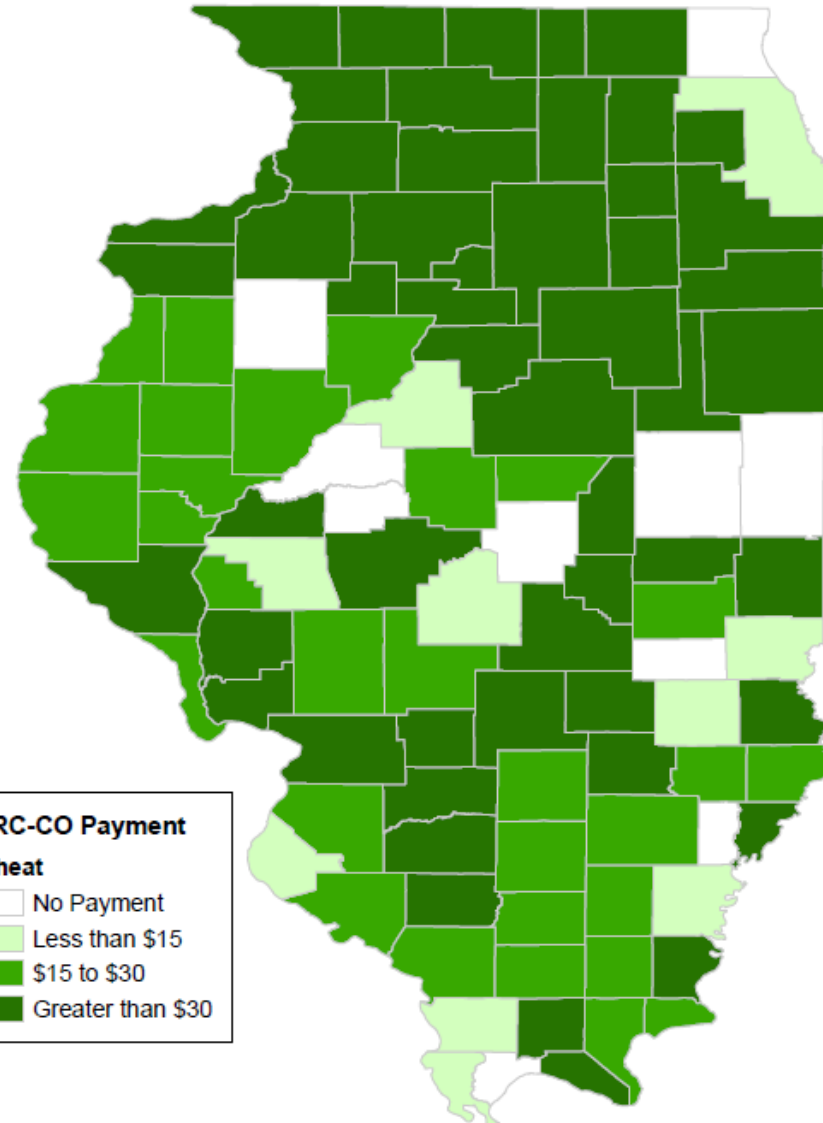 RC-CO Payment
heat
No Payment
Less than $15
$15 to $30
Greater than $30